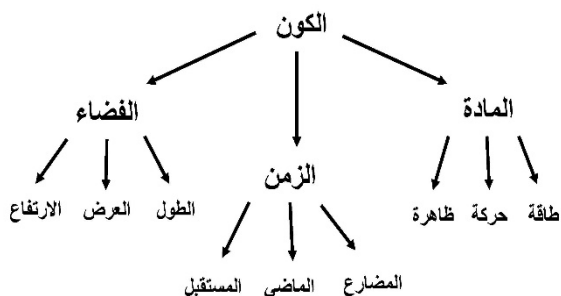 الكون
المادة
الفضاء
الزمن
طاقة حركة ظاهرة
الطول العرض الارتفاع
المضارع الماضي المستقبل